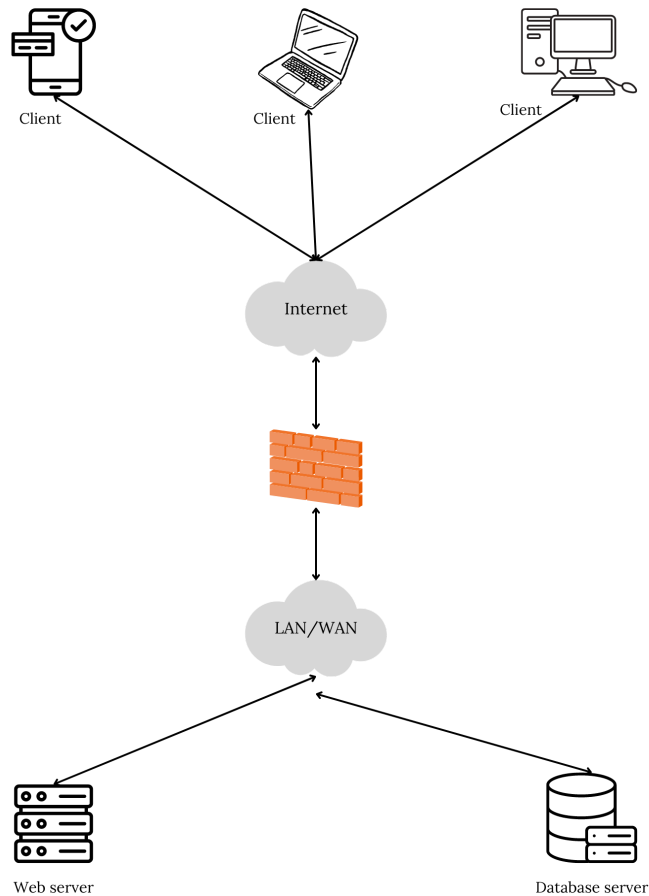 Client
Client
Client
Internet
LAN/WAN
Web server
Database server